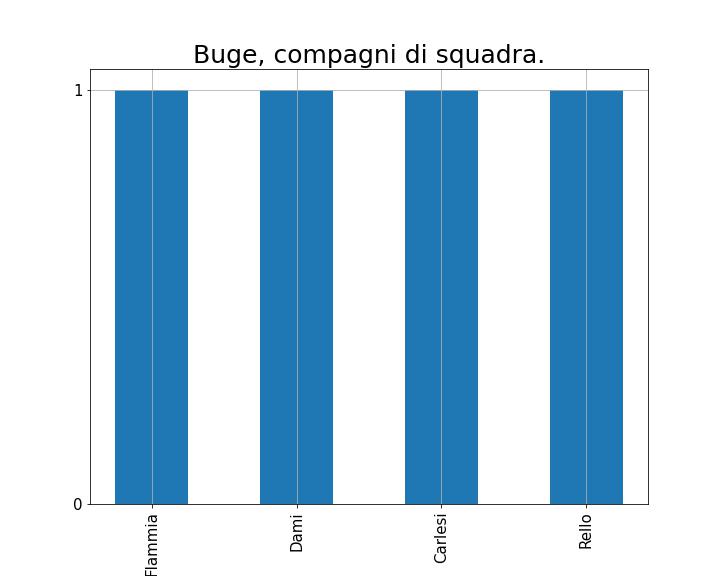 Buge, compagni di squadra.
1
0
Flammia
Dami
Carlesi
Rello